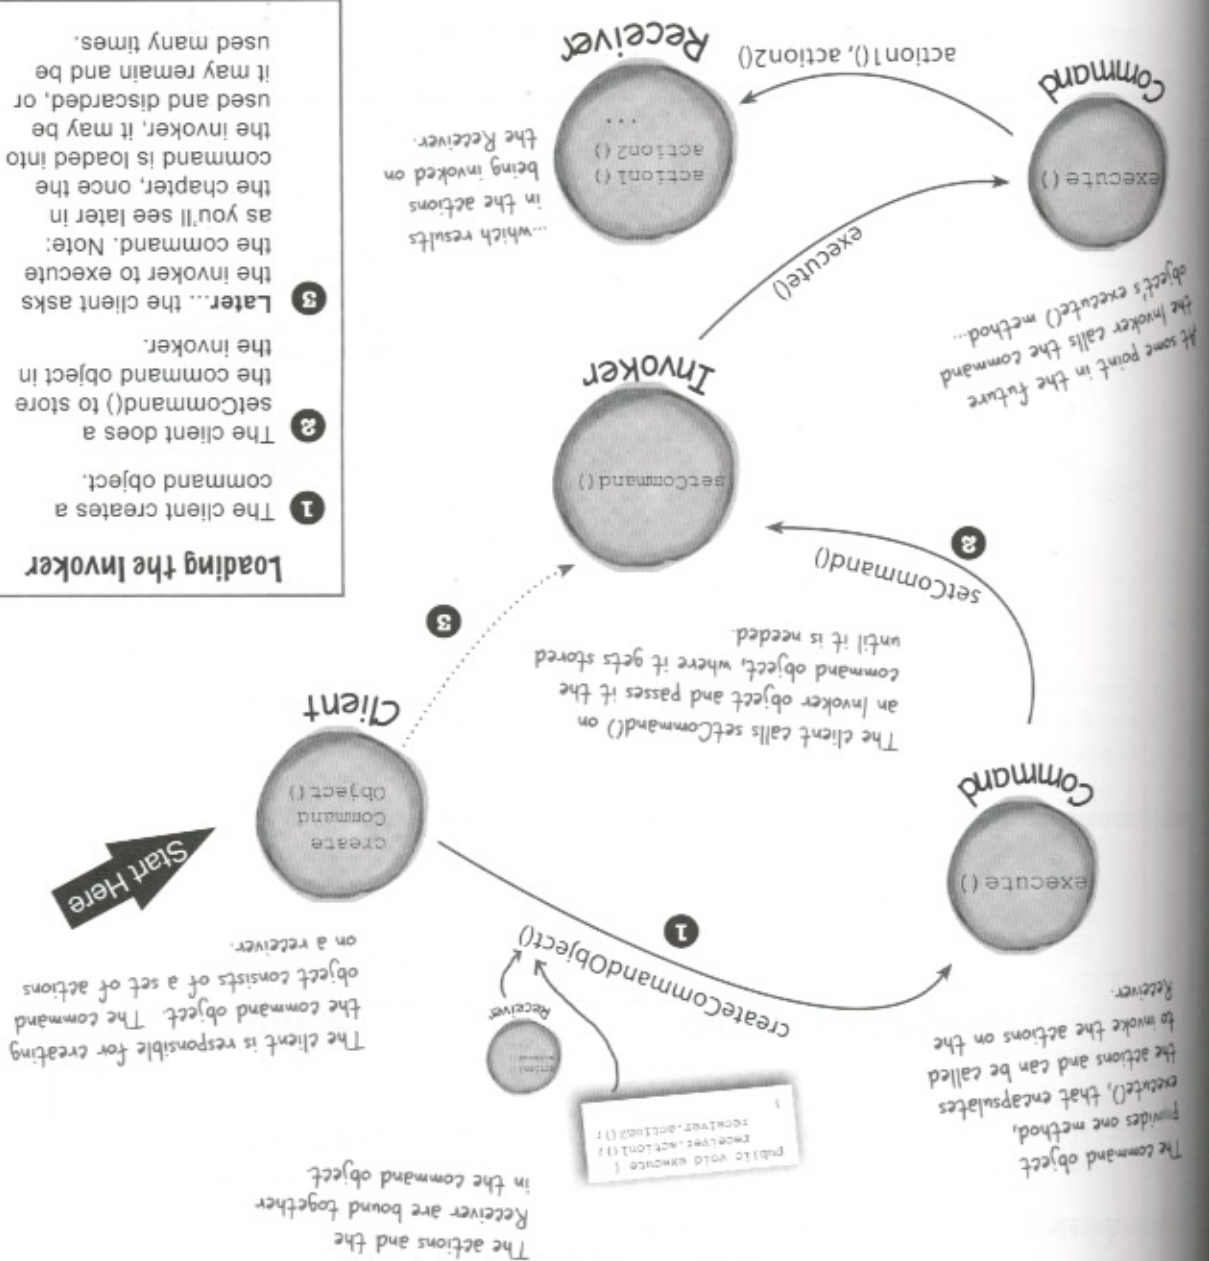 The actions and the
Receiver are bound together
in the command object.
public void execute {
receiver.action1();
receiver.action2();
}
The command object
provides one method,
execute(), that encapsulates
the actions and can be called
to invoke the actions on the
Receiver.
action1()
action2()
...
Receiver
The client is responsible for creating
the command object. The command
object consists of a set of actions
on a receiver.
createCommandObject()
1
execute()
Command
Start Here
create
Command
Object()
Client
The client calls setCommand() on
an Invoker object and passes it the
command object, where it gets stored
until it is needed.
setCommand()
2
3
setCommand()
Invoker
At some point in the future
the Invoker calls the command
object's execute() method...
execute()
execute()
Command
action1(), action2()
...which results
in the actions
being invoked on
the Receiver.
action1()
action2()
...
Receiver
Loading the Invoker
1 The client creates a
command object.
2 The client does a
setCommand() to store
the command object in
the invoker.
3 Later... the client asks
the invoker to execute
the command. Note:
as you'll see later in
the chapter, once the
command is loaded into
the invoker, it may be
used and discarded, or
it may remain and be
used many times.